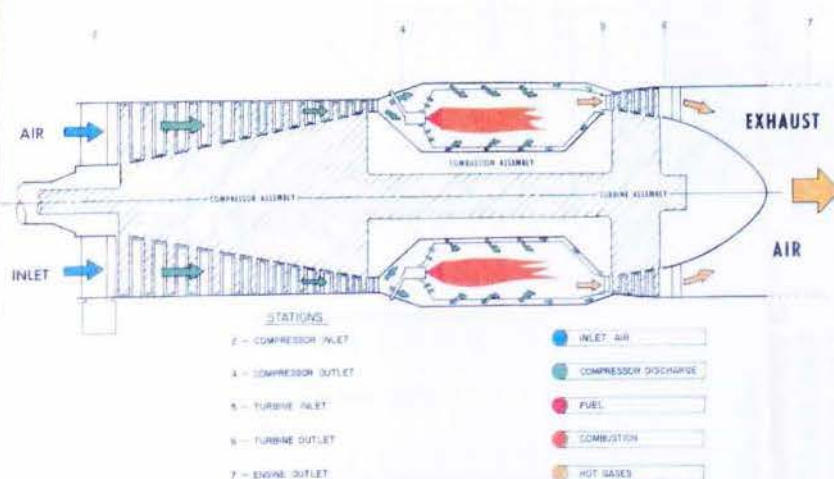 2 4 5 6 7
AIR
EXHAUST
COMBUSTION ASSEMBLY
COMPRESSOR ASSEMBLY
TURBINE ASSEMBLY
INLET
AIR
STATIONS
2 - COMPRESSOR INLET
4 - COMPRESSOR OUTLET
5 - TURBINE INLET
6 - TURBINE OUTLET
7 - ENGINE OUTLET
INLET AIR
COMPRESSOR DISCHARGE
FUEL
COMBUSTION
HOT GASES